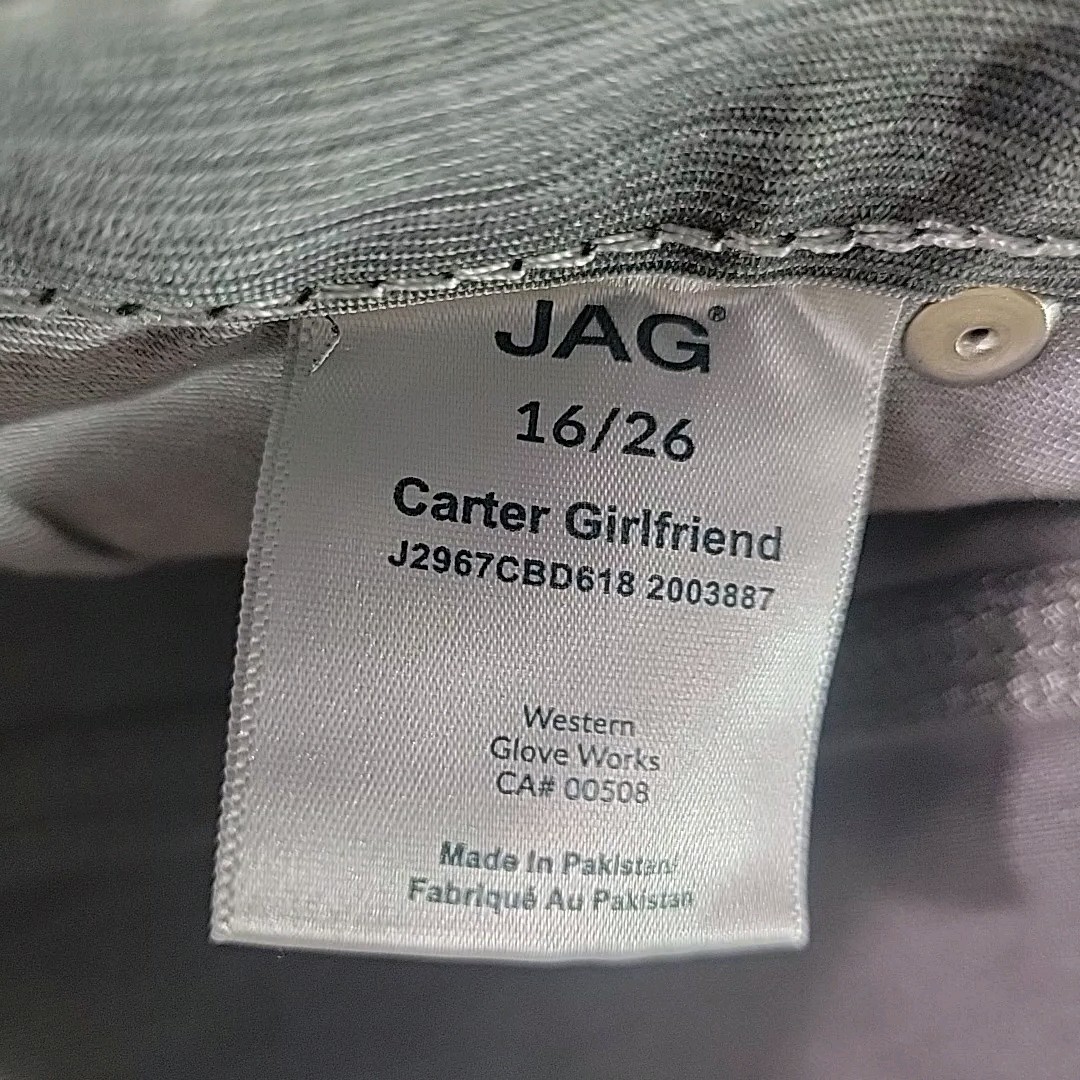 JAG®
16/26
Carter Girlfriend
J2967CBD618 2003887
Western
Glove Works
CA# 00508
Made In Pakistan
Fabriqué Au Pakistan